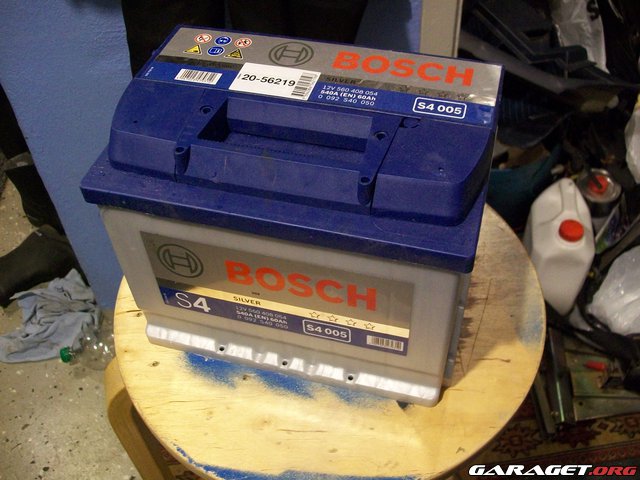 BOSCH
SILVER
20-56219
12V 560 408 054
540A (EN) 60Ah
0 092 S40 050
S4 005
BOSCH
S4
SILVER
12V 560 408 054
540A (EN) 60Ah
0 092 S40 050
S4 005
GARAGET.ORG